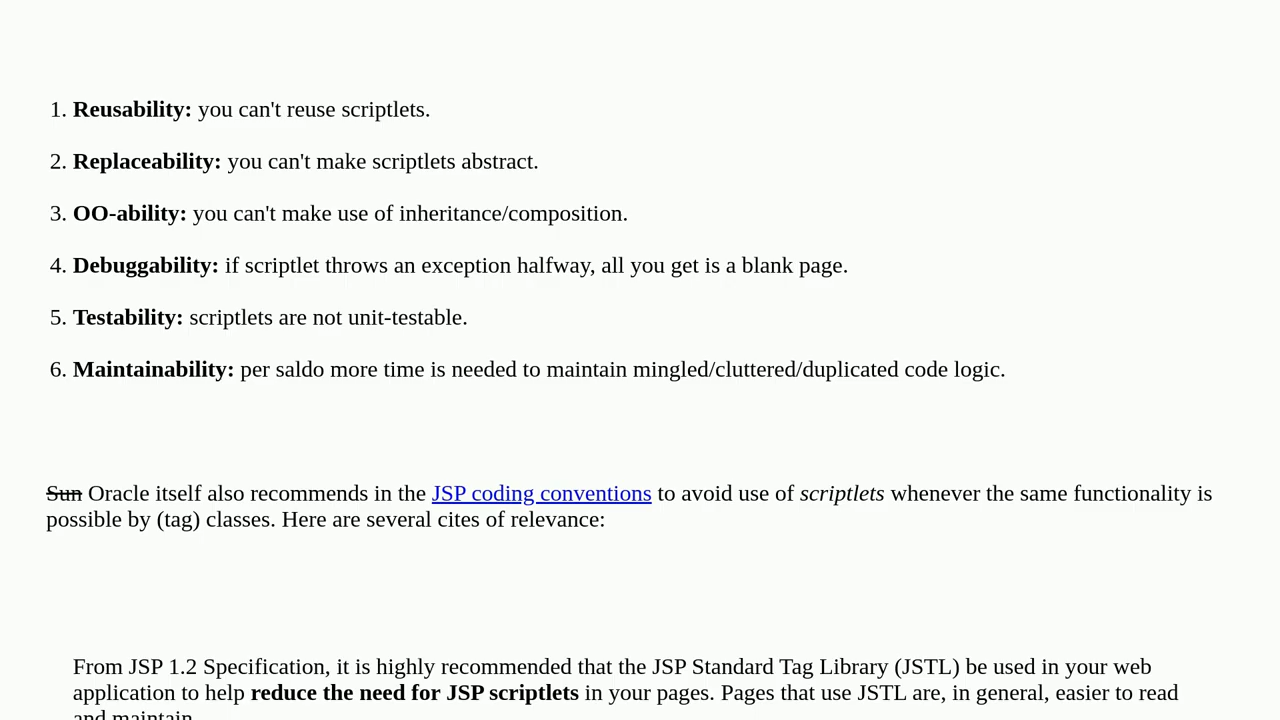 1. Reusability: you can't reuse scriptlets.
2. Replaceability: you can't make scriptlets abstract.
3. OO-ability: you can't make use of inheritance/composition.
4. Debuggability: if scriptlet throws an exception halfway, all you get is a blank page.
5. Testability: scriptlets are not unit-testable.
6. Maintainability: per saldo more time is needed to maintain mingled/cluttered/duplicated code logic.
Sun Oracle itself also recommends in the JSP coding conventions to avoid use of scriptlets whenever the same functionality is
possible by (tag) classes. Here are several cites of relevance:
From JSP 1.2 Specification, it is highly recommended that the JSP Standard Tag Library (JSTL) be used in your web
application to help reduce the need for JSP scriptlets in your pages. Pages that use JSTL are, in general, easier to read
and maintain.